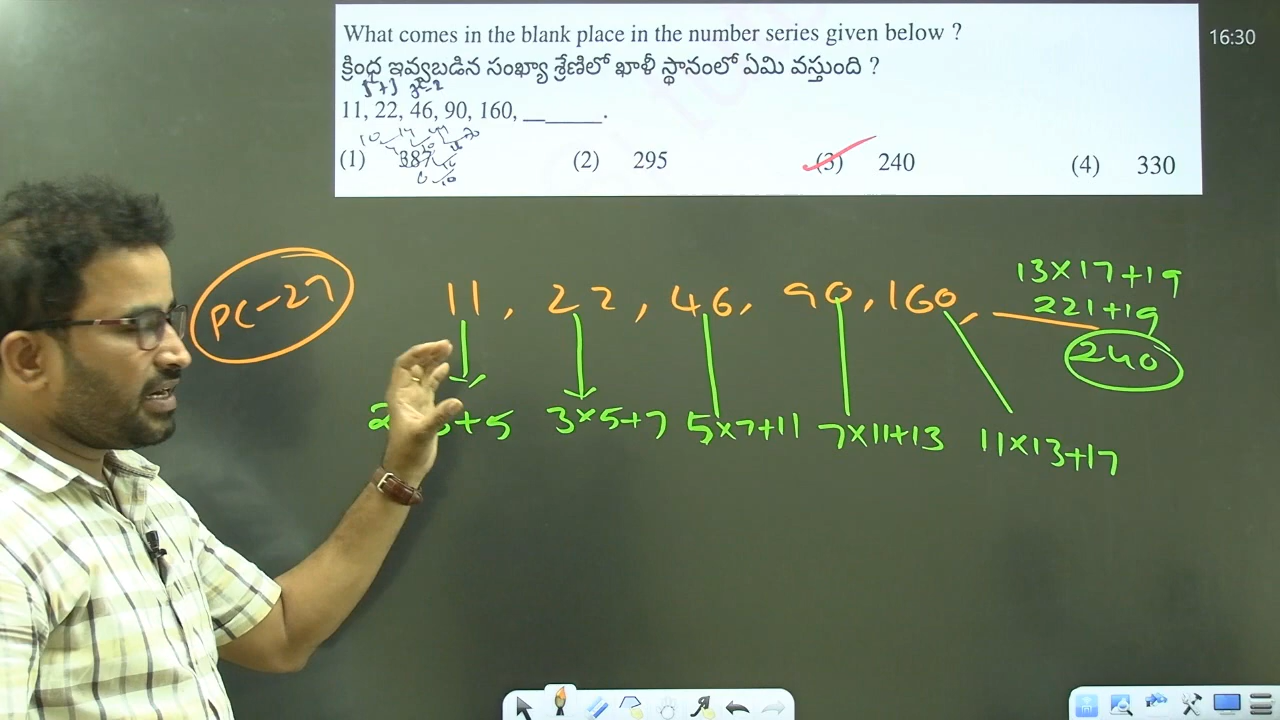 What comes in the blank place in the number series given below ?
16:30
క్రింద ఇవ్వబడిన సంఖ్యా శ్రేణిలో ఖాళీ స్థానంలో ఏమి వస్తుంది ?
11, 22, 46, 90, 160, _______.
(1) 387 (2) 295 (3) 240 (4) 330
PC-27
11, 22, 46, 90, 160,
13×17+19
221+19
240
2 +5 3×5+7 5×7+11 7×11+13 11×13+17